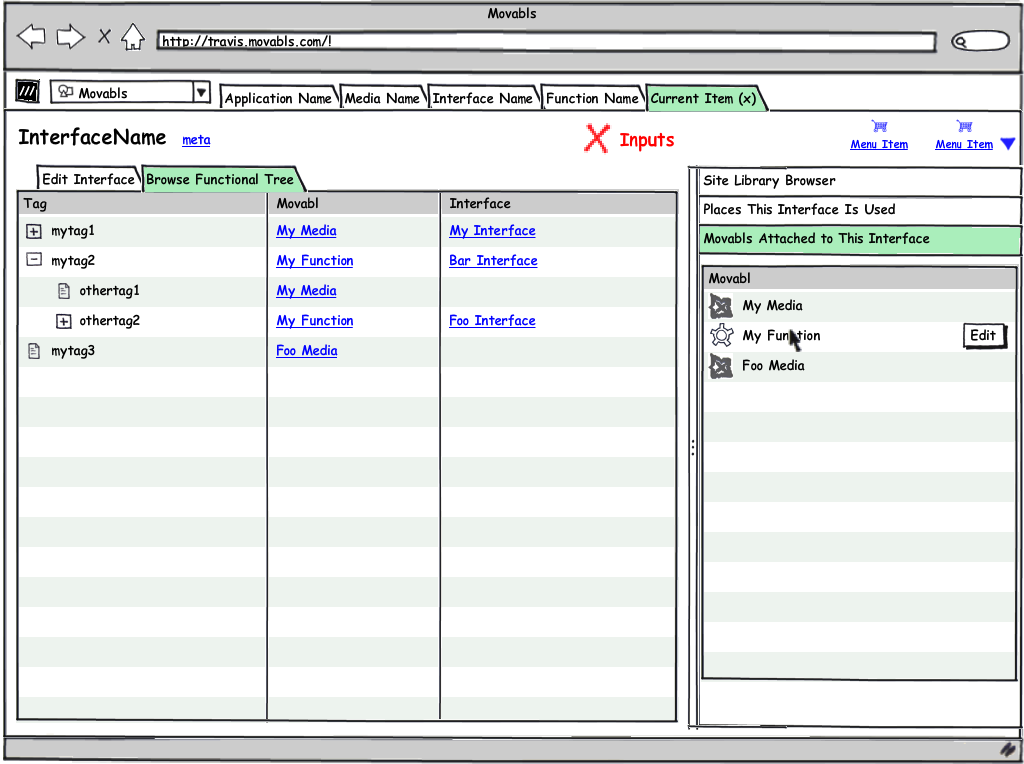 Movabls
http://travis.movabls.com/!
Movabls
Application Name
Media Name
Interface Name
Function Name
Current Item (x)
InterfaceName
meta
Inputs
Menu Item
Menu Item
Edit Interface
Browse Functional Tree
Tag Movabl Interface
mytag1 My Media My Interface
mytag2 My Function Bar Interface
othertag1 My Media
othertag2 My Function Foo Interface
mytag3 Foo Media
Site Library Browser
Places This Interface Is Used
Movabls Attached to This Interface
Movabl
My Media
My Function Edit
Foo Media